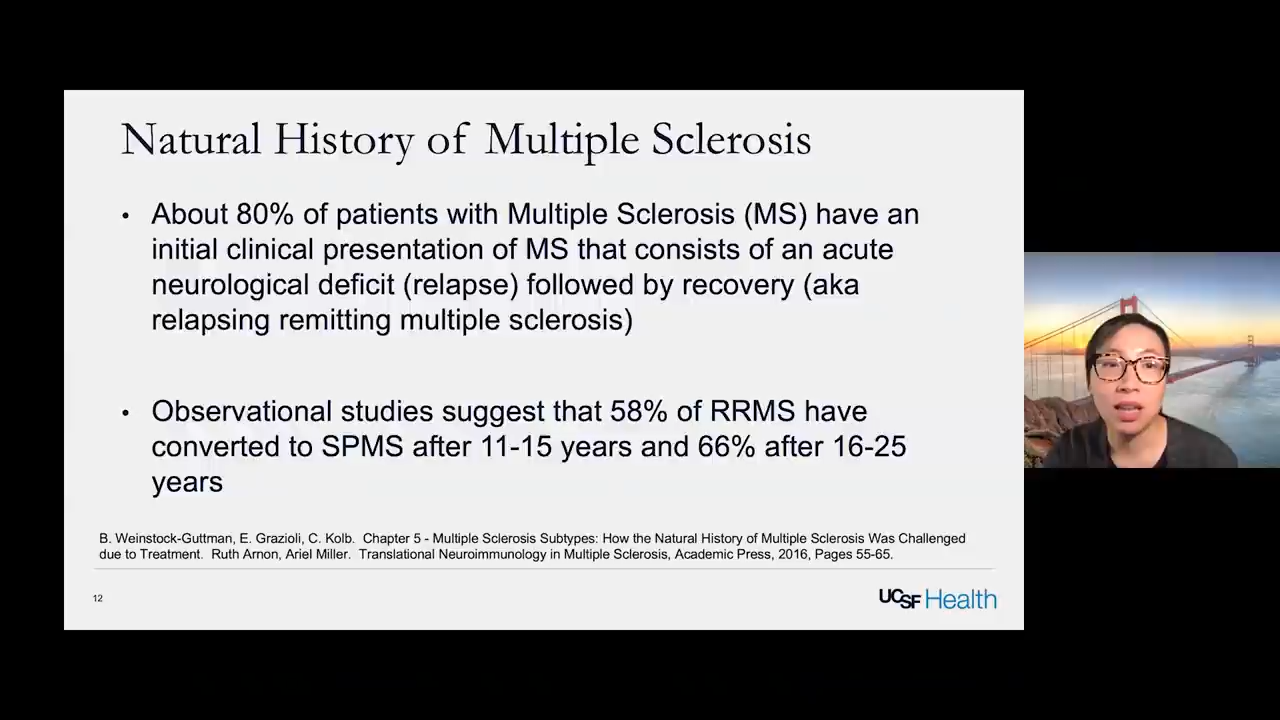 Natural History of Multiple Sclerosis
• About 80% of patients with Multiple Sclerosis (MS) have an
initial clinical presentation of MS that consists of an acute
neurological deficit (relapse) followed by recovery (aka
relapsing remitting multiple sclerosis)
• Observational studies suggest that 58% of RRMS have
converted to SPMS after 11-15 years and 66% after 16-25
years
B. Weinstock-Guttman, E. Grazioli, C. Kolb. Chapter 5 - Multiple Sclerosis Subtypes: How the Natural History of Multiple Sclerosis Was Challenged
due to Treatment. Ruth Arnon, Ariel Miller. Translational Neuroimmunology in Multiple Sclerosis, Academic Press, 2016, Pages 55-65.
12
UCSF Health